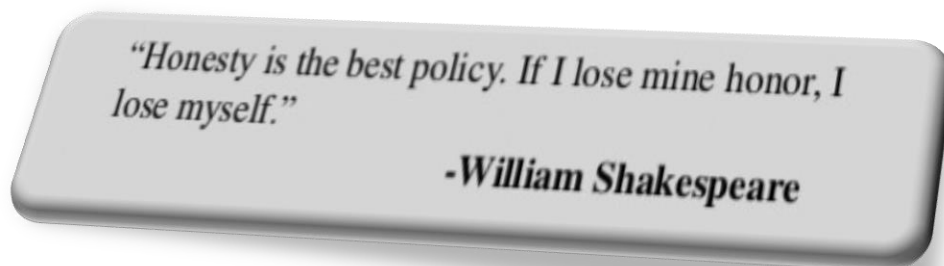 “Honesty is the best policy. If I lose mine honor, I
lose myself.”
-William Shakespeare